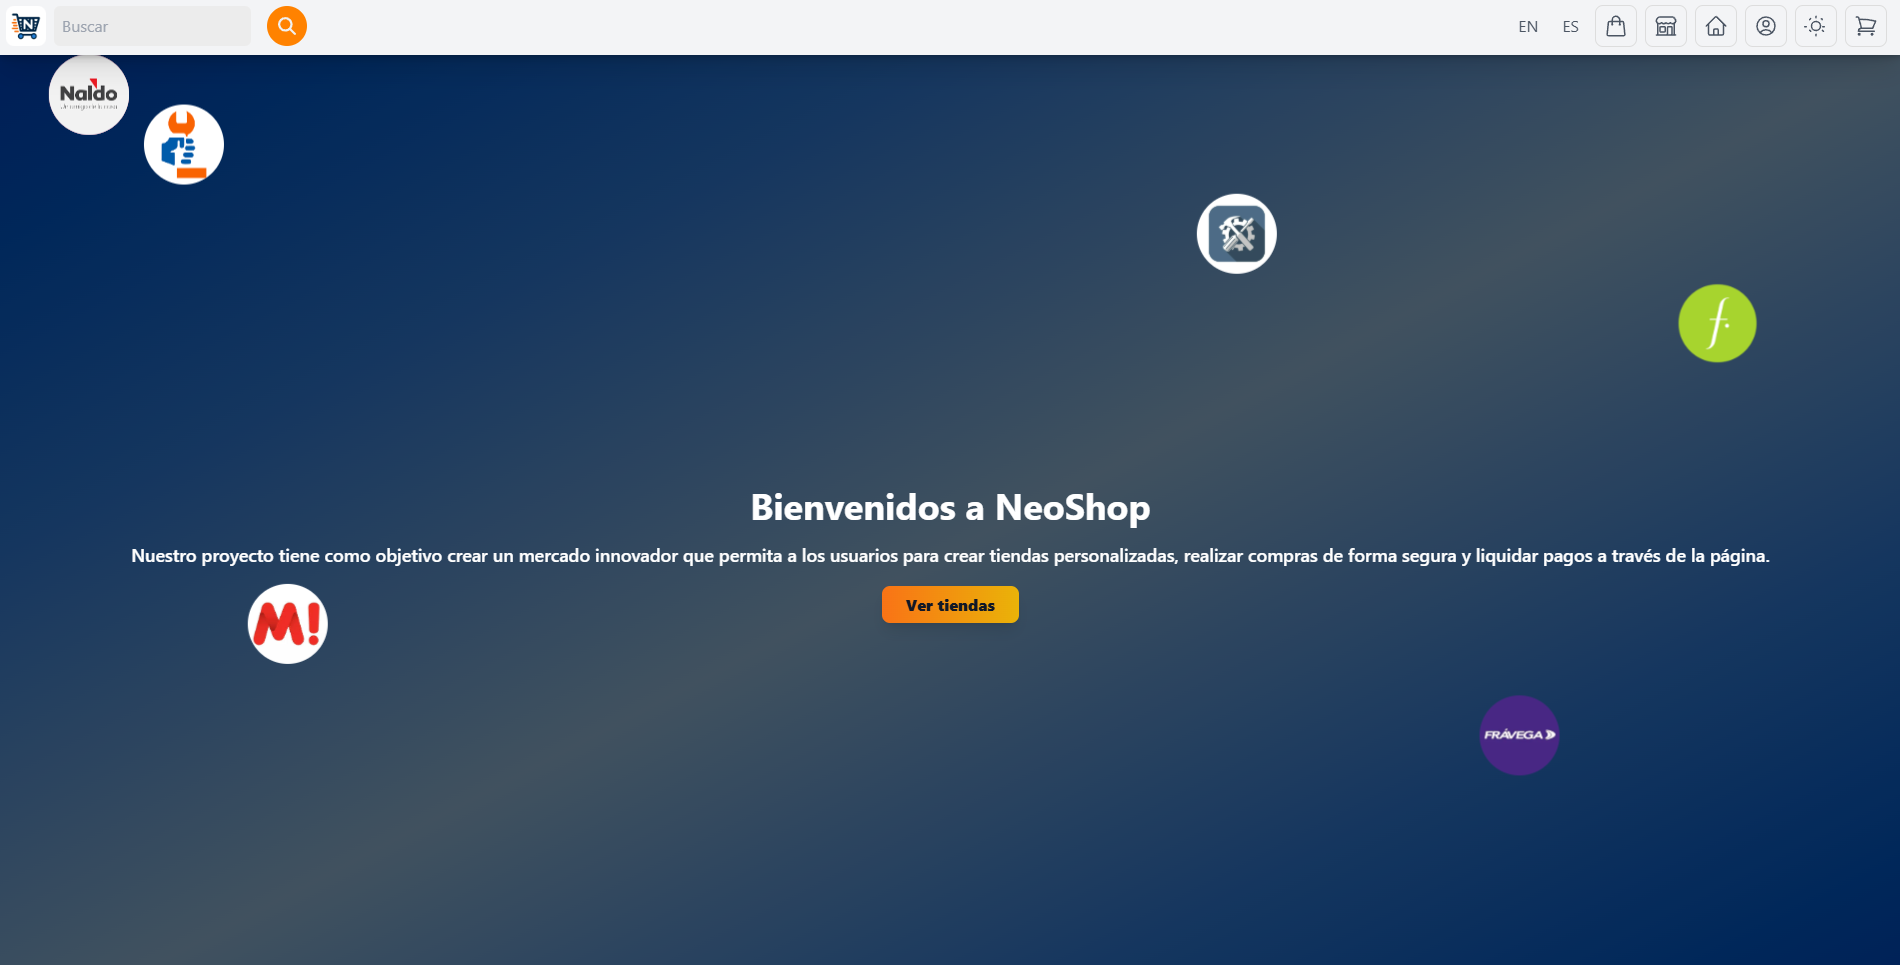 N
Buscar
EN
ES
Naldo
f.
Bienvenidos a NeoShop
Nuestro proyecto tiene como objetivo crear un mercado innovador que permita a los usuarios para crear tiendas personalizadas, realizar compras de forma segura y liquidar pagos a través de la página.
Ver tiendas
M!
FRÁVEGA